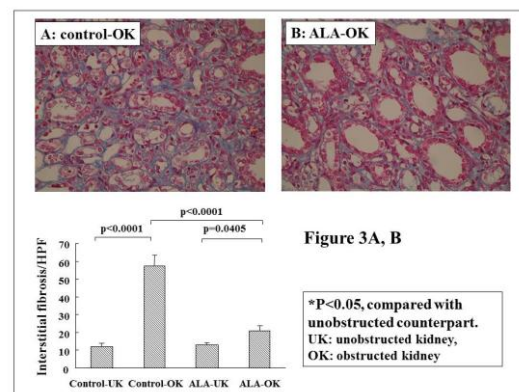 A: control-OK
B: ALA-OK
p<0.0001
p<0.0001
p=0.0405
Figure 3A, B
Interstitial fibrosis/HPF
70
60
50
40
30
20
10
0
Control-UK Control-OK ALA-UK ALA-OK
*P<0.05, compared with
unobstructed counterpart.
UK: unobstructed kidney,
OK: obstructed kidney